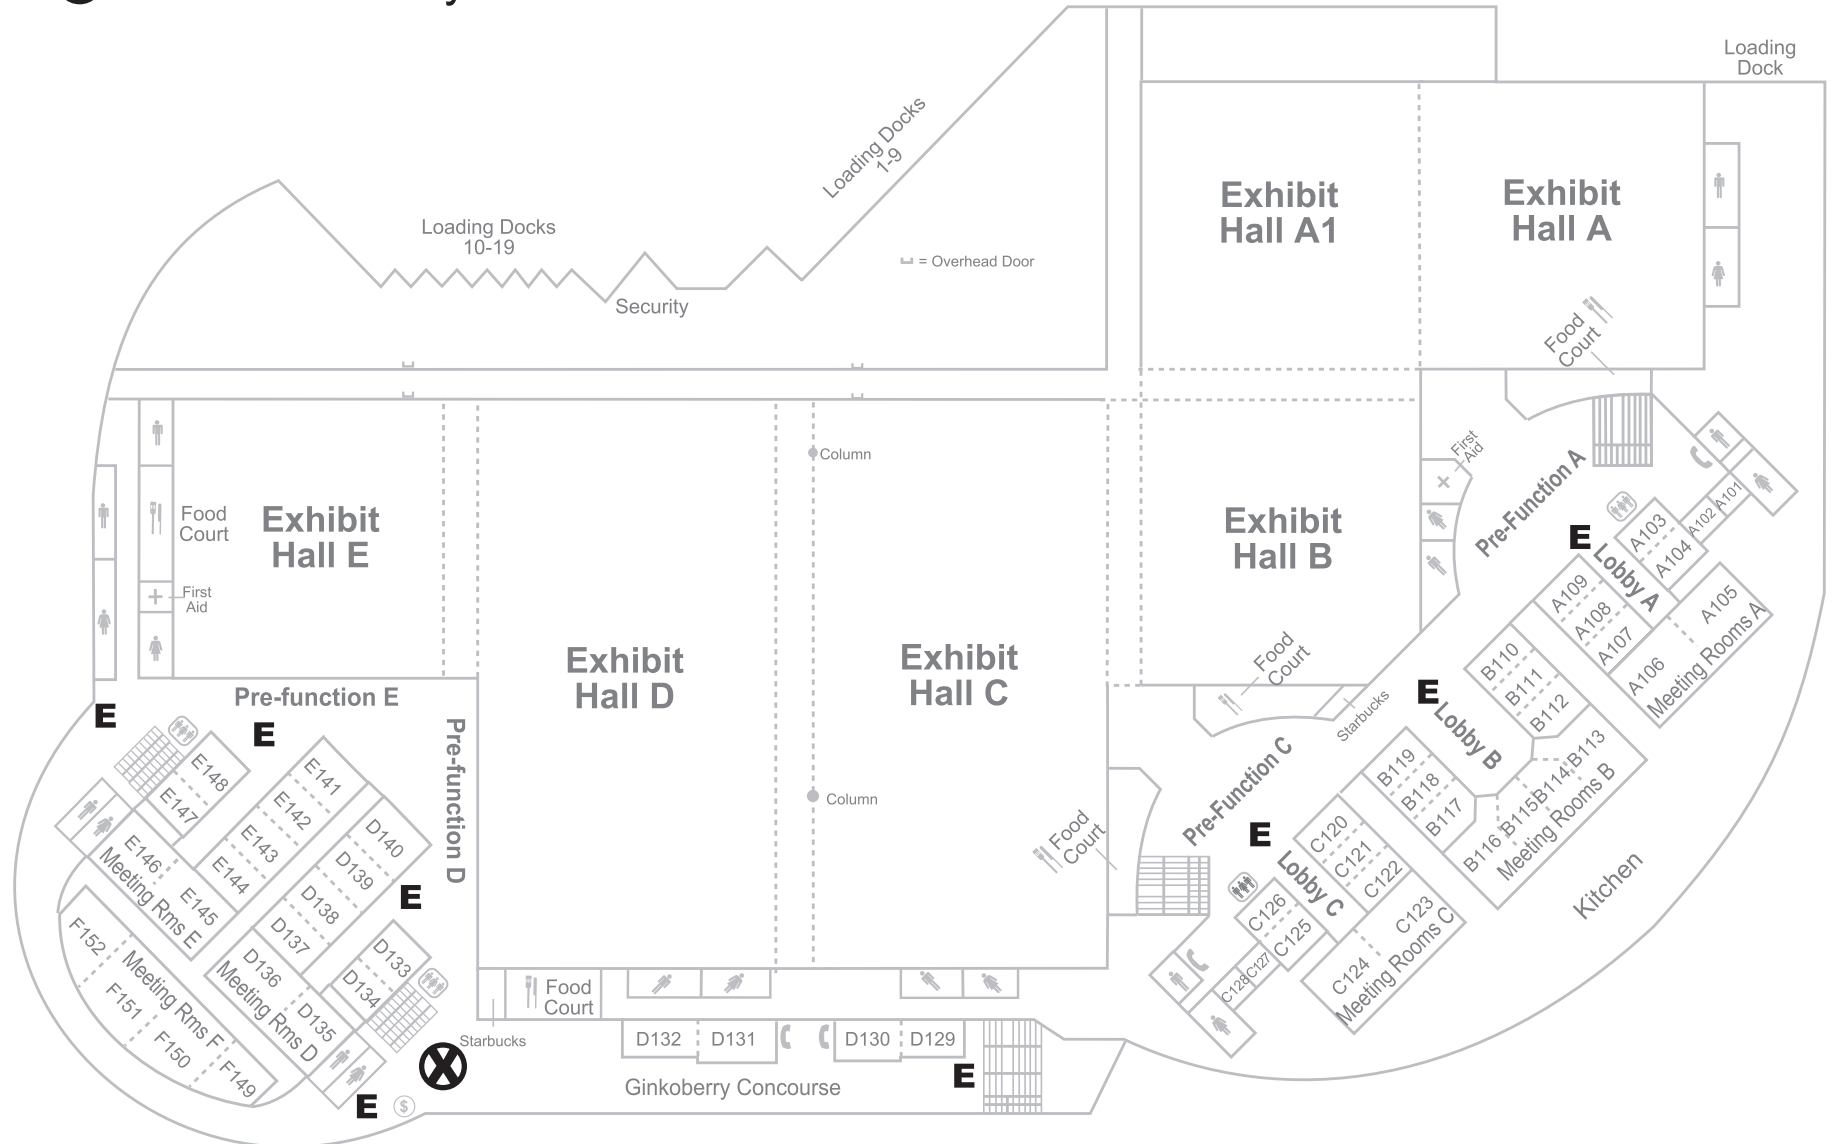 Loading
Dock
Loading Docks
1-9
Loading Docks
10-19
Security
= Overhead Door
Exhibit
Hall A1
Exhibit
Hall A
Food
Court
Column
First
Aid
Pre-Function A
Food
Court
Exhibit
Hall E
First
Aid
Exhibit
Hall B
E
Lobby A
A101
A102
A103
A104
A105
A106
Meeting Rooms A
A107
A108
A109
Exhibit
Hall D
Exhibit
Hall C
Food
Court
Starbucks
E
Lobby B
B110
B111
B112
B113
B114
B115
B116
Meeting Rooms B
B117
B118
B119
Pre-function E
E
E
Pre-function D
Column
Pre-Function C
Food
Court
E
Lobby C
C120
C121
C122
C123
C124
Meeting Rooms C
C125
C126
C127
C128
Kitchen
E148
E147
E141
E142
E143
E144
E146
E145
Meeting Rms E
D140
D139
D138
D137
E
D133
D134
D136
D135
Meeting Rms D
F152
F151
F150
F149
Meeting Rms F
X
Starbucks
Food
Court
D132
D131
D130
D129
Ginkoberry Concourse
E
E
$